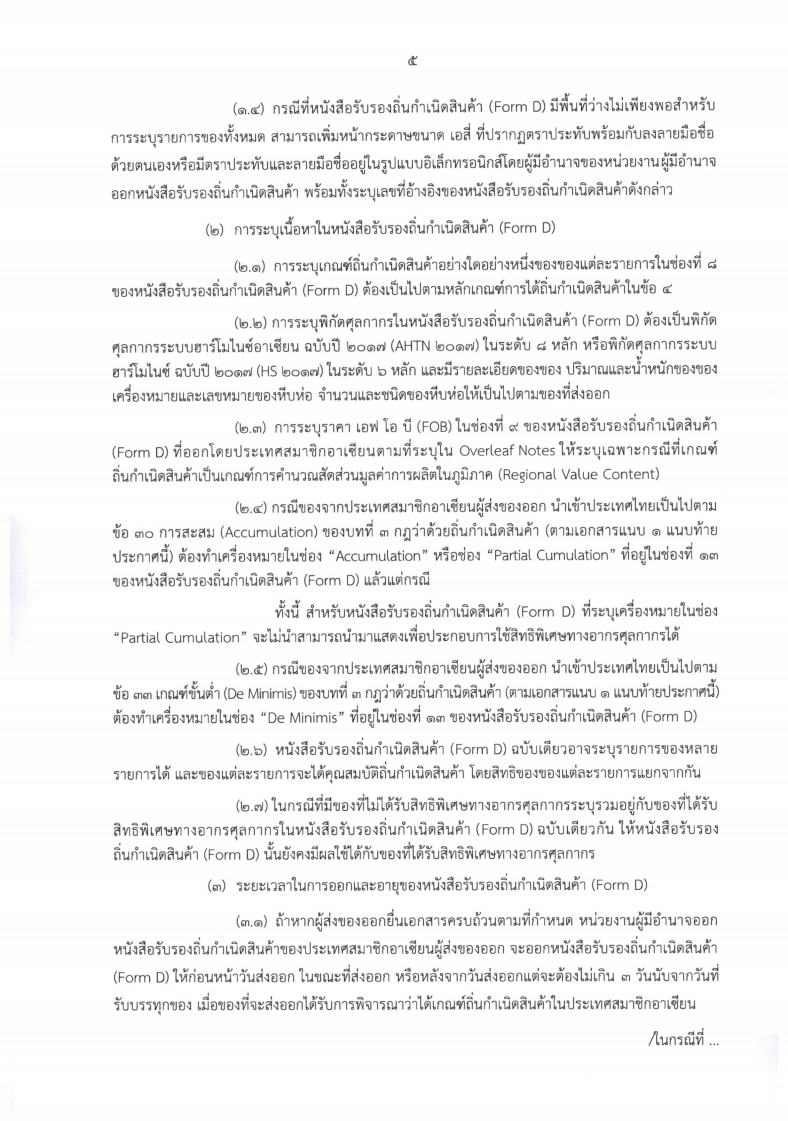 ๕
(๑.๔) กรณีที่หนังสือรับรองถิ่นกำเนิดสินค้า (Form D) มีพื้นที่ว่างไม่เพียงพอสำหรับ
การระบุรายการของทั้งหมด สามารถเพิ่มหน้ากระดาษขนาด เอสี่ ที่ปรากฏตราประทับพร้อมกับลงลายมือชื่อ
ด้วยตนเองหรือมีตราประทับและลายมือชื่ออยู่ในรูปแบบอิเล็กทรอนิกส์โดยผู้มีอำนาจของหน่วยงานผู้มีอำนาจ
ออกหนังสือรับรองถิ่นกำเนิดสินค้า พร้อมทั้งระบุเลขที่อ้างอิงของหนังสือรับรองถิ่นกำเนิดสินค้าดังกล่าว
(๒) การระบุเนื้อหาในหนังสือรับรองถิ่นกำเนิดสินค้า (Form D)
(๒.๑) การระบุเกณฑ์ถิ่นกำเนิดสินค้าอย่างใดอย่างหนึ่งของของแต่ละรายการในช่องที่ ๘
ของหนังสือรับรองถิ่นกำเนิดสินค้า (Form D) ต้องเป็นไปตามหลักเกณฑ์การได้ถิ่นกำเนิดสินค้าในข้อ ๔
(๒.๒) การระบุพิกัดศุลกากรในหนังสือรับรองถิ่นกำเนิดสินค้า (Form D) ต้องเป็นพิกัด
ศุลกากรระบบฮาร์โมไนซ์อาเซียน ฉบับปี ๒๐๑๗ (AHTN ๒๐๑๗) ในระดับ ๘ หลัก หรือพิกัดศุลกากรระบบ
ฮาร์โมไนซ์ ฉบับปี ๒๐๑๗ (HS ๒๐๑๗) ในระดับ ๖ หลัก และมีรายละเอียดของของ ปริมาณและน้ำหนักของของ
เครื่องหมายและเลขหมายของหีบห่อ จำนวนและชนิดของหีบห่อให้เป็นไปตามของที่ส่งออก
(๒.๓) การระบุราคา เอฟ โอ บี (FOB) ในช่องที่ ๙ ของหนังสือรับรองถิ่นกำเนิดสินค้า
(Form D) ที่ออกโดยประเทศสมาชิกอาเซียนตามที่ระบุใน Overleaf Notes ให้ระบุเฉพาะกรณีที่เกณฑ์
ถิ่นกำเนิดสินค้าเป็นเกณฑ์การคำนวณสัดส่วนมูลค่าการผลิตในภูมิภาค (Regional Value Content)
(๒.๔) กรณีของจากประเทศสมาชิกอาเซียนผู้ส่งของออก นำเข้าประเทศไทยเป็นไปตาม
ข้อ ๓๐ การสะสม (Accumulation) ของบทที่ ๓ กฎว่าด้วยถิ่นกำเนิดสินค้า (ตามเอกสารแนบ ๑ แนบท้าย
ประกาศนี้) ต้องทำเครื่องหมายในช่อง “Accumulation” หรือช่อง “Partial Cumulation” ที่อยู่ในช่องที่ ๑๓
ของหนังสือรับรองถิ่นกำเนิดสินค้า (Form D) แล้วแต่กรณี
ทั้งนี้ สำหรับหนังสือรับรองถิ่นกำเนิดสินค้า (Form D) ที่ระบุเครื่องหมายในช่อง
“Partial Cumulation” จะไม่นำสามารถนำมาแสดงเพื่อประกอบการใช้สิทธิพิเศษทางอากรศุลกากรได้
(๒.๕) กรณีของจากประเทศสมาชิกอาเซียนผู้ส่งของออก นำเข้าประเทศไทยเป็นไปตาม
ข้อ ๓๓ เกณฑ์ขั้นต่ำ (De Minimis) ของบทที่ ๓ กฎว่าด้วยถิ่นกำเนิดสินค้า (ตามเอกสารแนบ ๑ แนบท้ายประกาศนี้)
ต้องทำเครื่องหมายในช่อง “De Minimis” ที่อยู่ในช่องที่ ๑๓ ของหนังสือรับรองถิ่นกำเนิดสินค้า (Form D)
(๒.๖) หนังสือรับรองถิ่นกำเนิดสินค้า (Form D) ฉบับเดียวอาจระบุรายการของหลาย
รายการได้ และของแต่ละรายการจะได้คุณสมบัติถิ่นกำเนิดสินค้า โดยสิทธิของของแต่ละรายการแยกจากกัน
(๒.๗) ในกรณีที่มีของที่ไม่ได้รับสิทธิพิเศษทางอากรศุลกากรระบุรวมอยู่กับของที่ได้รับ
สิทธิพิเศษทางอากรศุลกากรในหนังสือรับรองถิ่นกำเนิดสินค้า (Form D) ฉบับเดียวกัน ให้หนังสือรับรอง
ถิ่นกำเนิดสินค้า (Form D) นั้นยังคงมีผลใช้ได้กับของที่ได้รับสิทธิพิเศษทางอากรศุลกากร
(๓) ระยะเวลาในการออกและอายุของหนังสือรับรองถิ่นกำเนิดสินค้า (Form D)
(๓.๑) ถ้าหากผู้ส่งของออกยื่นเอกสารครบถ้วนตามที่กำหนด หน่วยงานผู้มีอำนาจออก
หนังสือรับรองถิ่นกำเนิดสินค้าของประเทศสมาชิกอาเซียนผู้ส่งของออก จะออกหนังสือรับรองถิ่นกำเนิดสินค้า
(Form D) ให้ก่อนหน้าวันส่งออก ในขณะที่ส่งออก หรือหลังจากวันส่งออกแต่จะต้องไม่เกิน ๓ วันนับจากวันที่
รับบรรทุกของ เมื่อของที่จะส่งออกได้รับการพิจารณาว่าได้เกณฑ์ถิ่นกำเนิดสินค้าในประเทศสมาชิกอาเซียน
/ในกรณีที่ ...